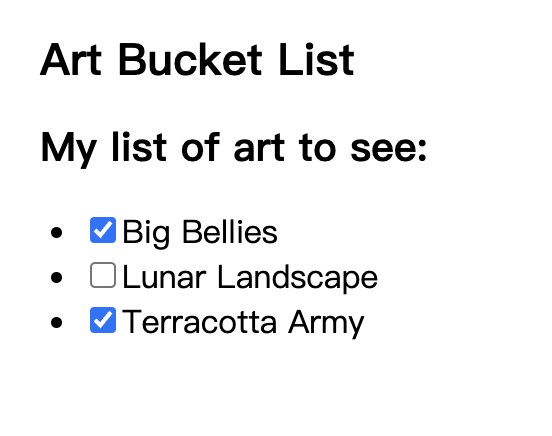 Art Bucket List
My list of art to see:
Big Bellies
Lunar Landscape
Terracotta Army